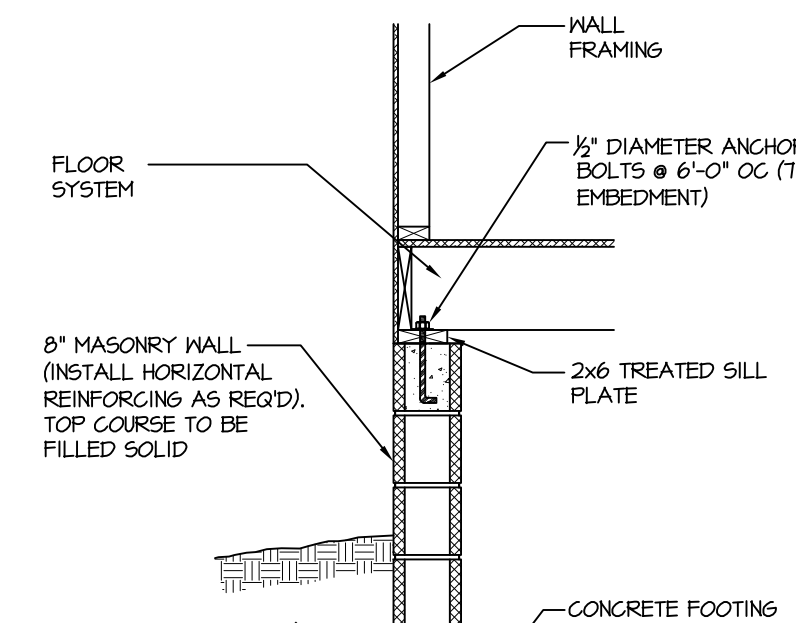 WALL
FRAMING
½" DIAMETER ANCHOR
BOLTS @ 6'-0" OC (7
EMBEDMENT)
FLOOR
SYSTEM
8" MASONRY WALL
(INSTALL HORIZONTAL
REINFORCING AS REQ'D).
TOP COURSE TO BE
FILLED SOLID
2x6 TREATED SILL
PLATE
CONCRETE FOOTING